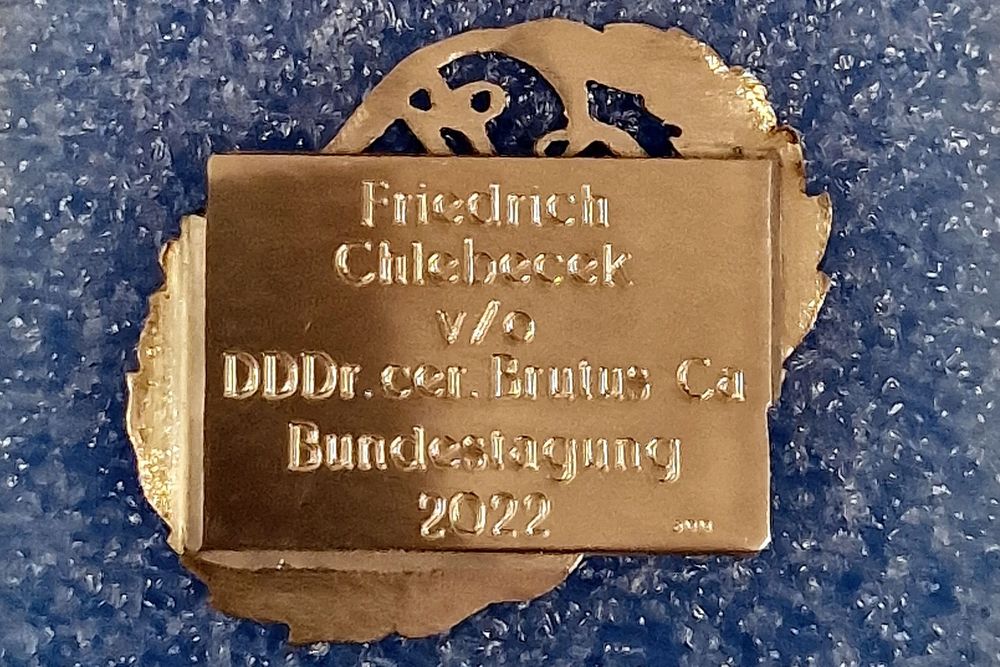 Friedrich
Chlebecek
v/o
DDDr.cer.Brutus Ca
Bundestagung
2022